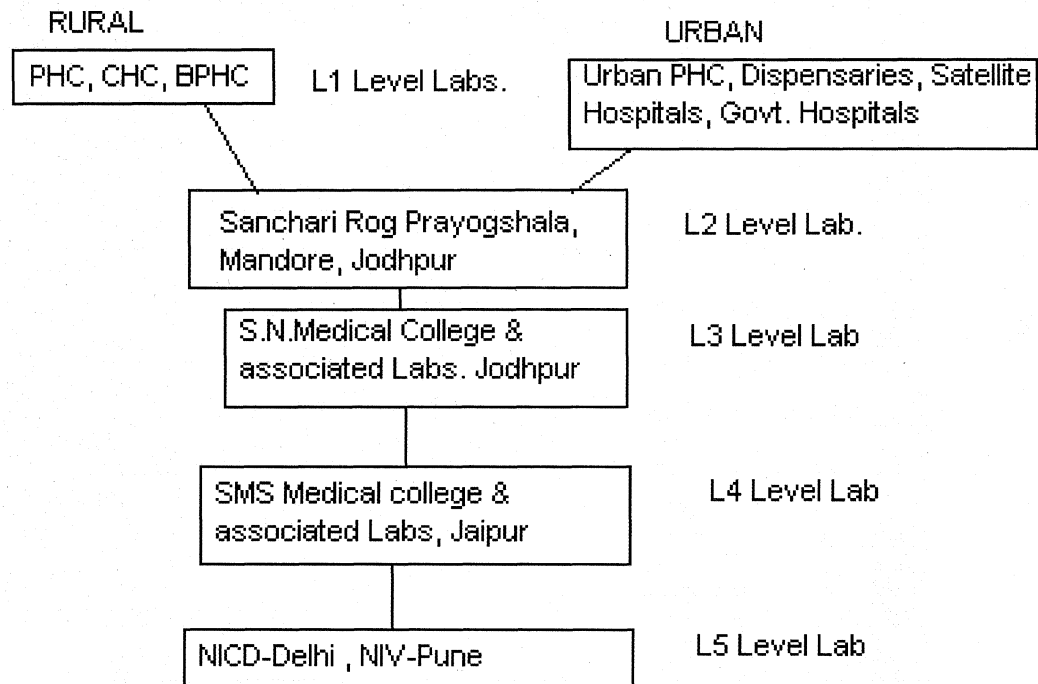 RURAL
PHC, CHC, BPHC
L1 Level Labs.
URBAN
Urban PHC, Dispensaries, Satellite
Hospitals, Govt. Hospitals
Sanchari Rog Prayogshala,
Mandore, Jodhpur
L2 Level Lab.
S.N.Medical College &
associated Labs. Jodhpur
L3 Level Lab
SMS Medical college &
associated Labs, Jaipur
L4 Level Lab
NICD-Delhi , NIV-Pune
L5 Level Lab